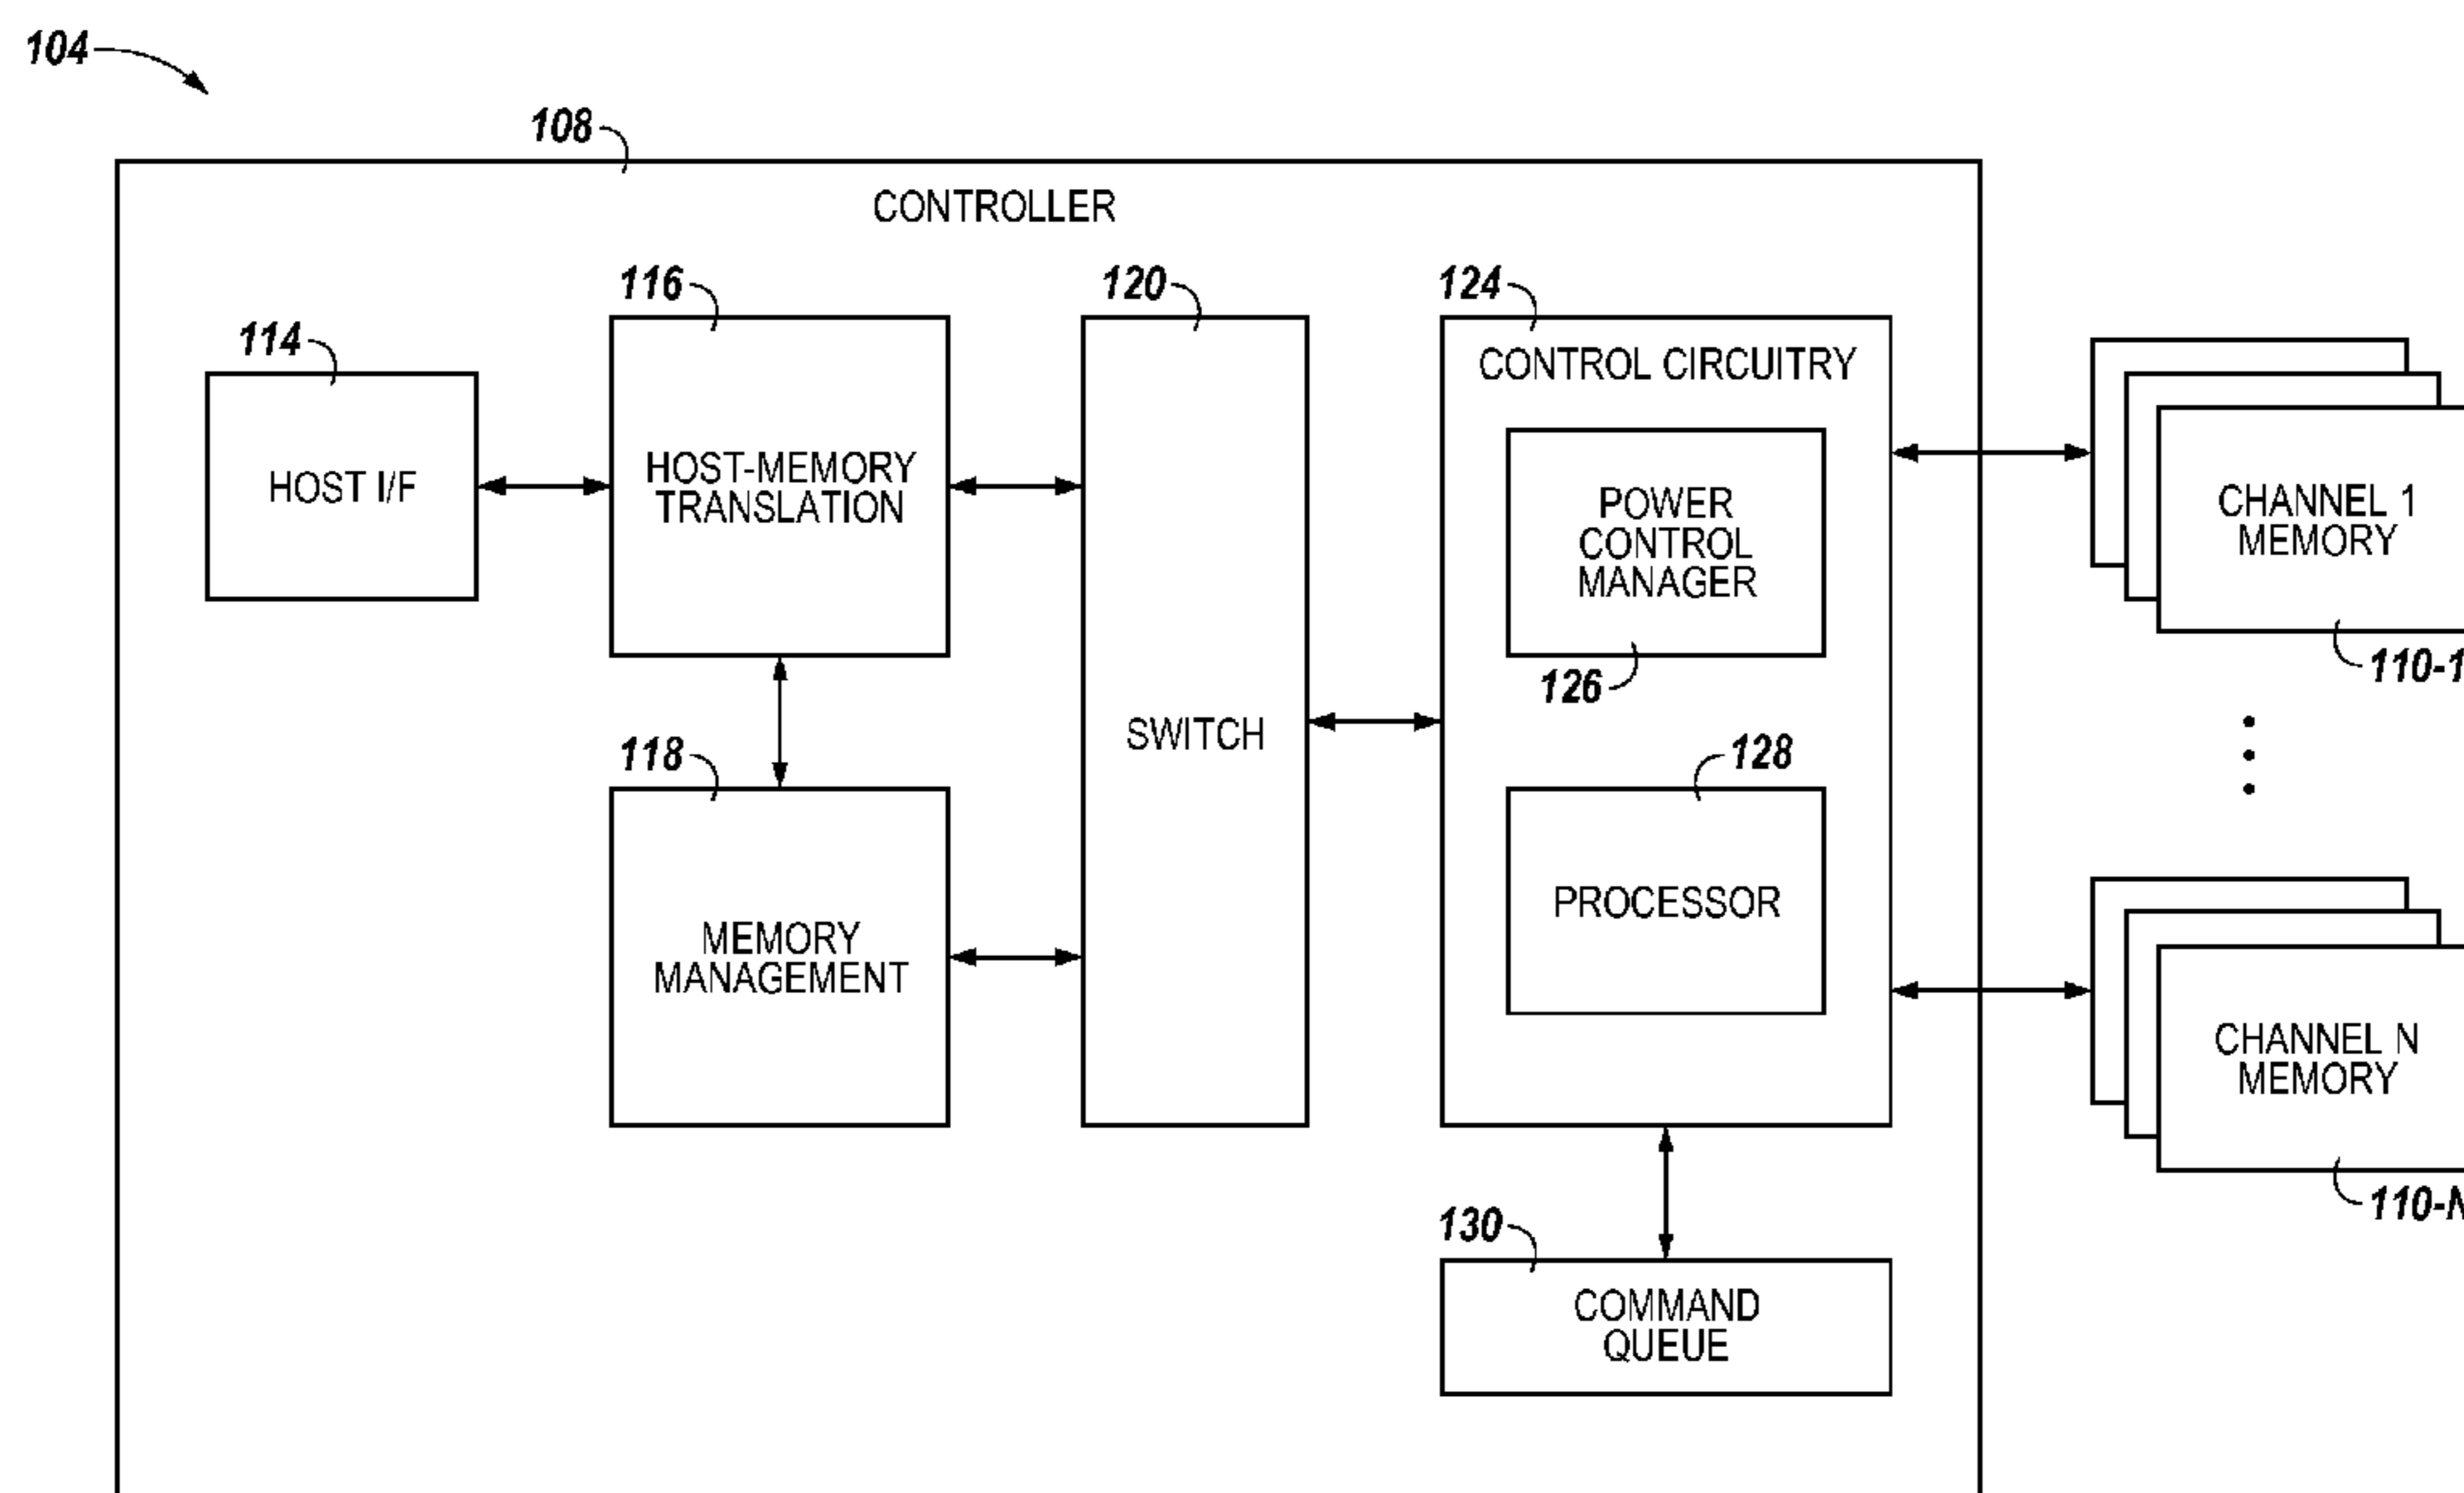 104
108
CONTROLLER
116
120
124
114
CONTROL CIRCUITRY
HOST I/F
HOST-MEMORY
TRANSLATION
POWER
CONTROL
MANAGER
CHANNEL 1
MEMORY
110-1
126
118
SWITCH
128
PROCESSOR
MEMORY
MANAGEMENT
CHANNEL N
MEMORY
110-N
130
COMMAND
QUEUE